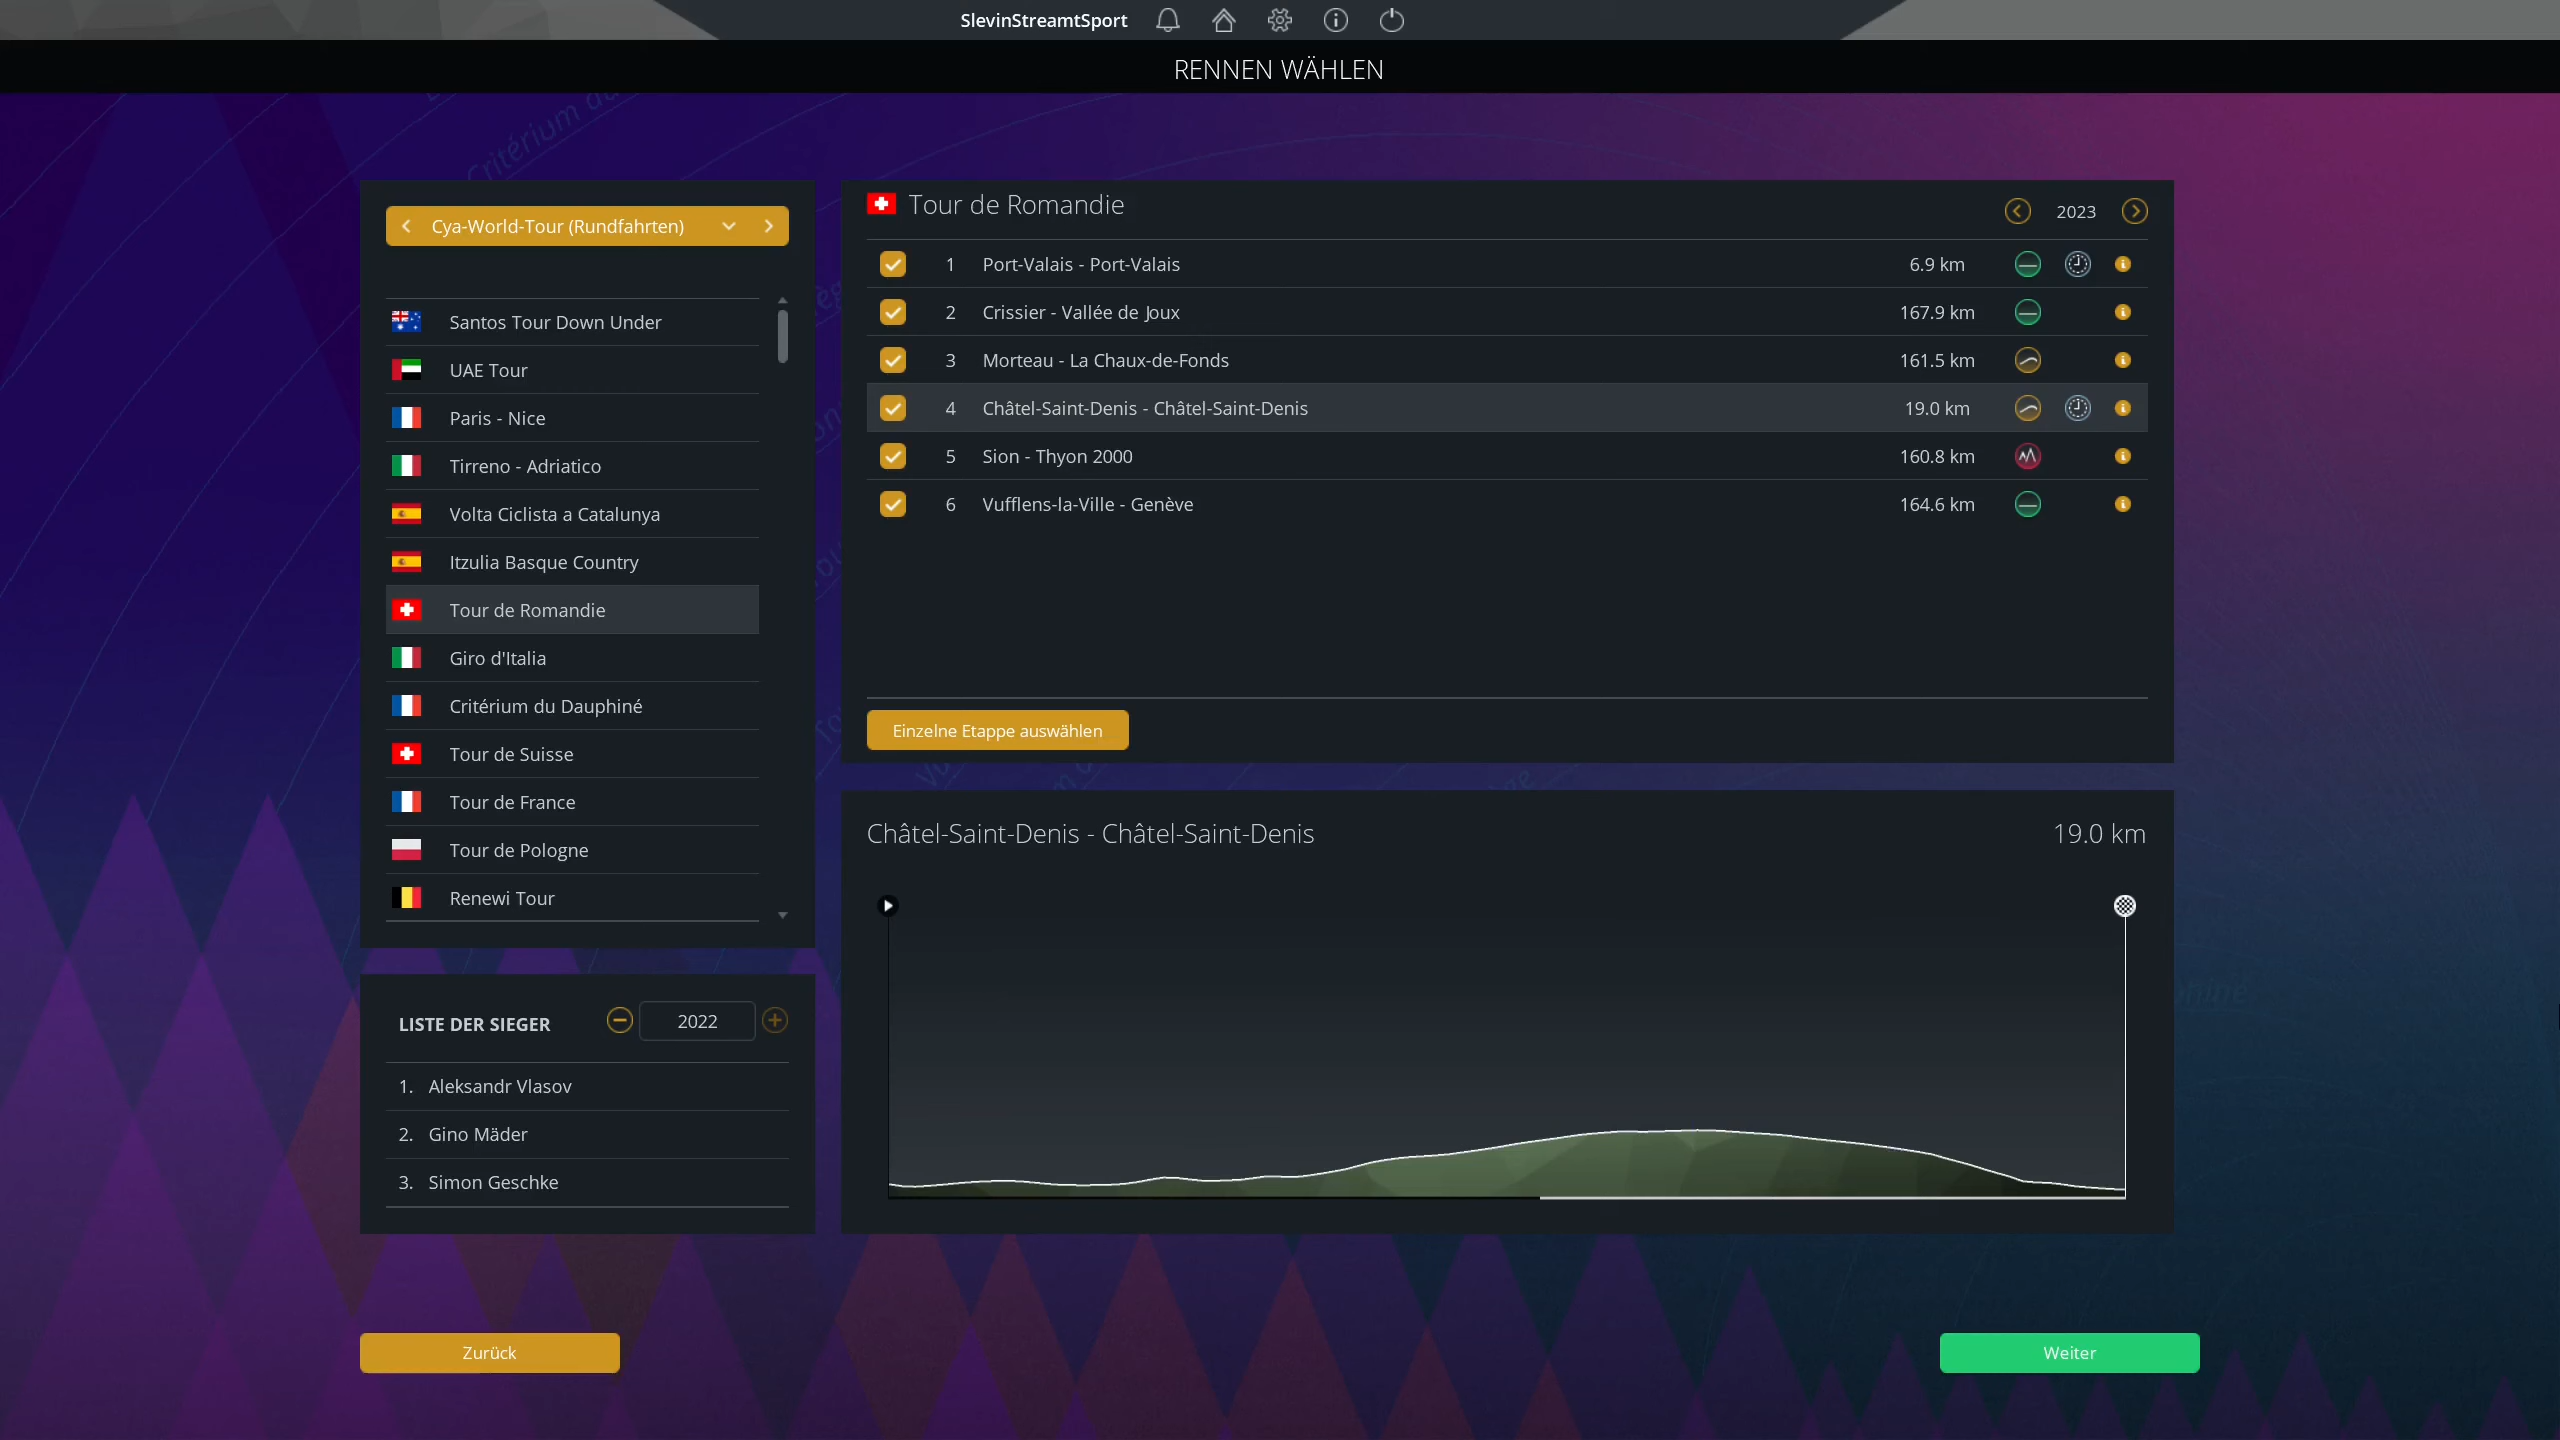 SlevinStreamtSport
RENNEN WÄHLEN
Cya-World-Tour (Rundfahrten)
Santos Tour Down Under
UAE Tour
Paris - Nice
Tirreno - Adriatico
Volta Ciclista a Catalunya
Itzulia Basque Country
Tour de Romandie
Giro d'Italia
Critérium du Dauphiné
Tour de Suisse
Tour de France
Tour de Pologne
Renewi Tour
LISTE DER SIEGER 2022
1. Aleksandr Vlasov
2. Gino Mäder
3. Simon Geschke
Tour de Romandie 2023
1 Port-Valais - Port-Valais 6.9 km
2 Crissier - Vallée de Joux 167.9 km
3 Morteau - La Chaux-de-Fonds 161.5 km
4 Châtel-Saint-Denis - Châtel-Saint-Denis 19.0 km
5 Sion - Thyon 2000 160.8 km
6 Vufflens-la-Ville - Genève 164.6 km
Einzelne Etappe auswählen
Châtel-Saint-Denis - Châtel-Saint-Denis 19.0 km
Zurück
Weiter